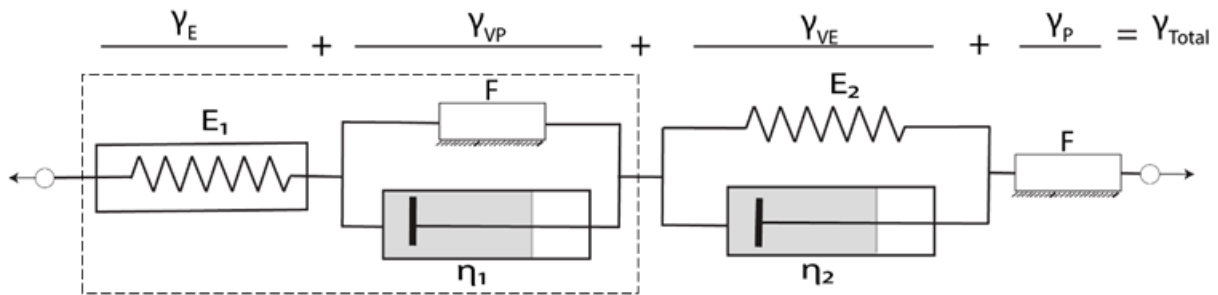 γE + γVP + γVE + γP = γTotal
E₁ F E₂ F
η₁ η₂